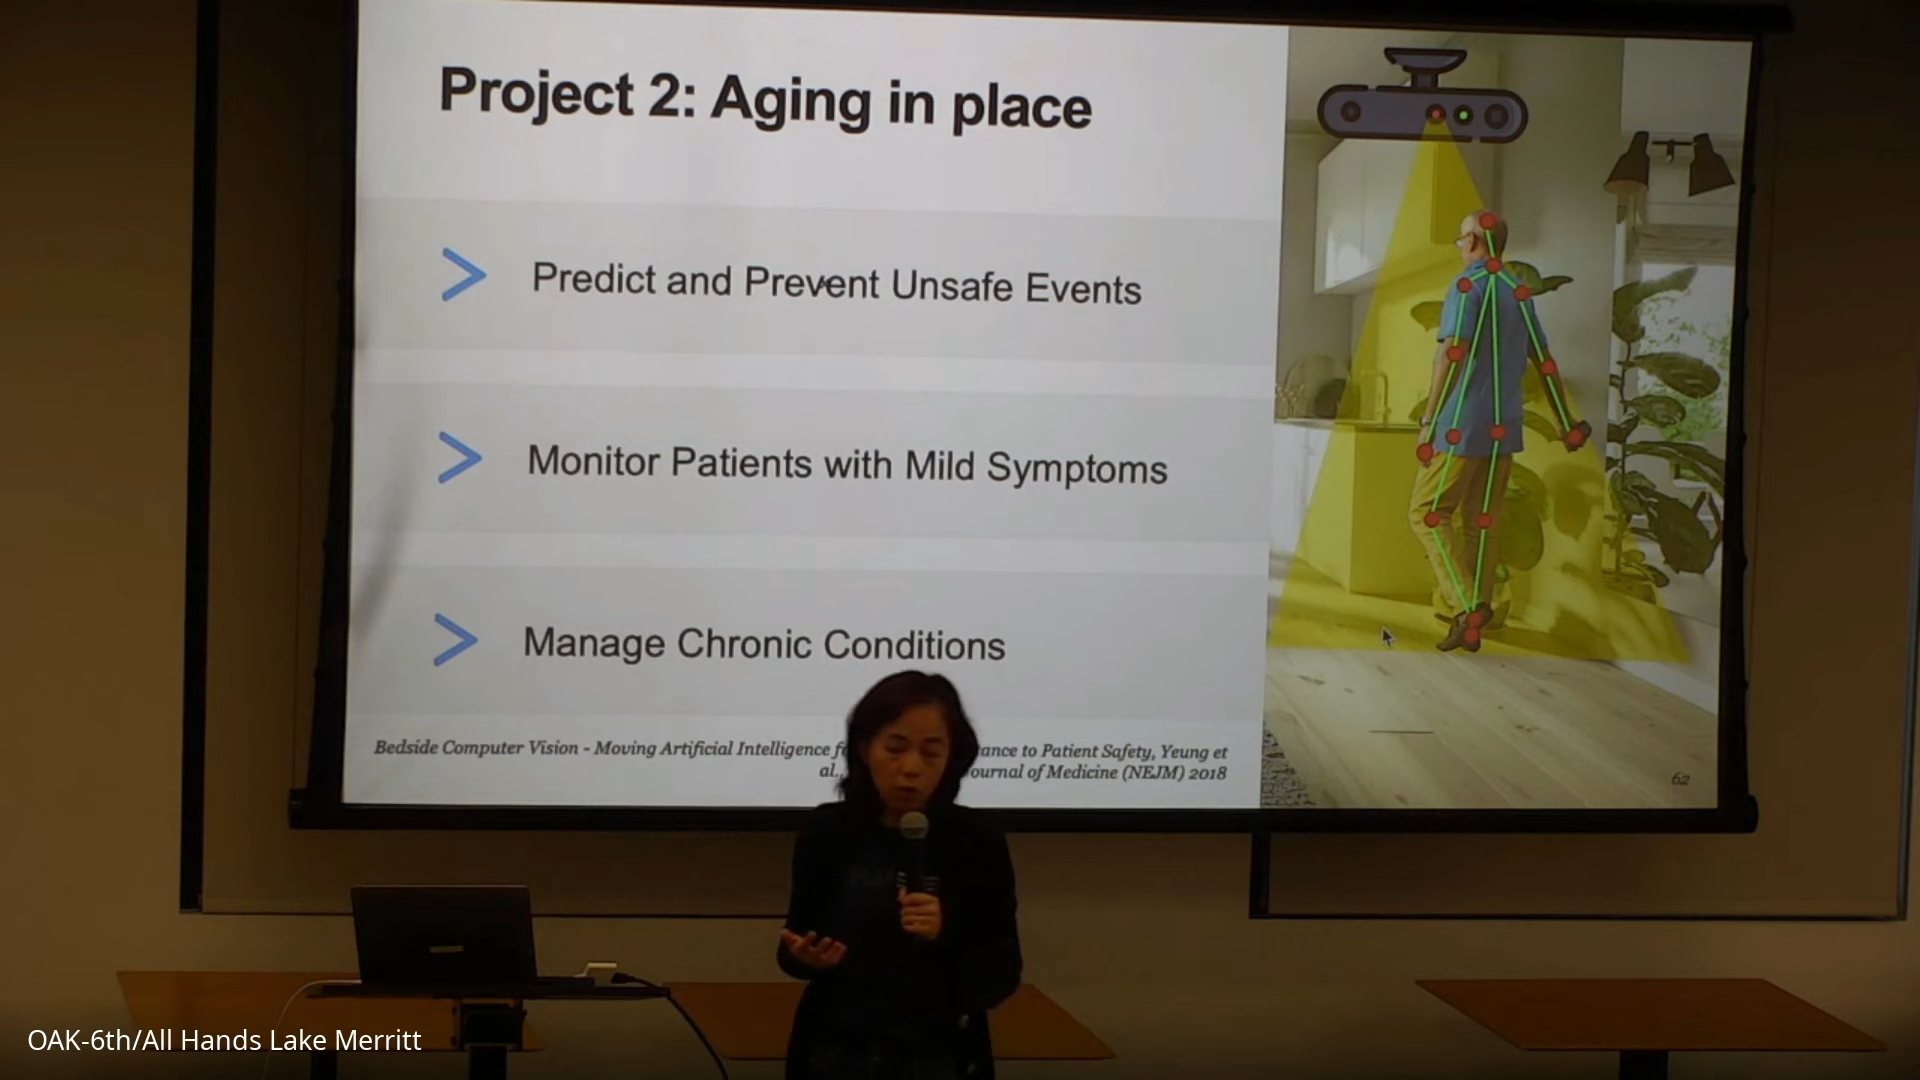 Project 2: Aging in place
Predict and Prevent Unsafe Events
Monitor Patients with Mild Symptoms
Manage Chronic Conditions
Bedside Computer Vision - Moving Artificial Intelligence to Patient Safety, Yeung et
al., of Medicine (NEJM) 2018
62
OAK-6th/All Hands Lake Merritt